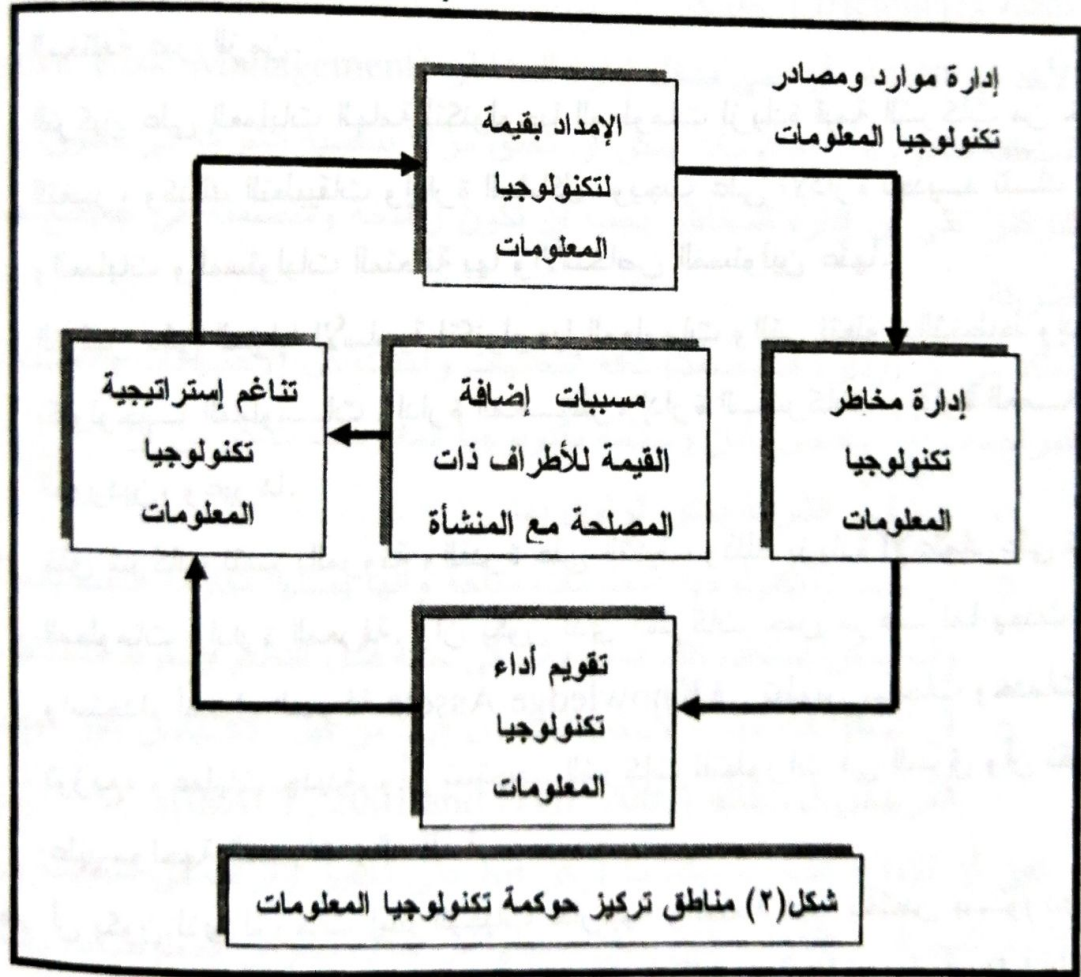 إدارة موارد ومصادر
تكنولوجيا المعلومات
الإمداد بقيمة
لتكنولوجيا
المعلومات
إدارة مخاطر
تكنولوجيا
المعلومات
مسببات إضافة
القيمة للأطراف ذات
المصلحة مع المنشأة
تناغم إستراتيجية
تكنولوجيا
المعلومات
تقويم أداء
تكنولوجيا
المعلومات
شكل(٢) مناطق تركيز حوكمة تكنولوجيا المعلومات